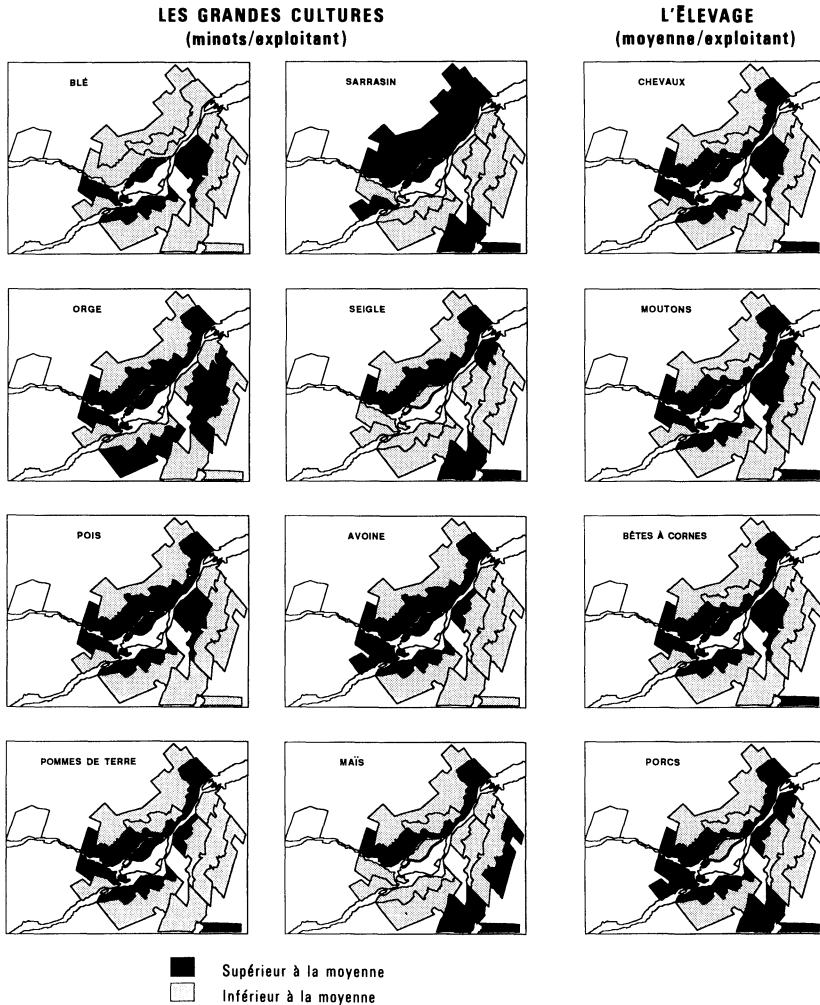 LES GRANDES CULTURES
(minots/exploitant)
L'ÉLEVAGE
(moyenne/exploitant)
BLÉ
SARRASIN
CHEVAUX
ORGE
SEIGLE
MOUTONS
POIS
AVOINE
BÊTES À CORNES
POMMES DE TERRE
MAÏS
PORCS
Supérieur à la moyenne
Inférieur à la moyenne